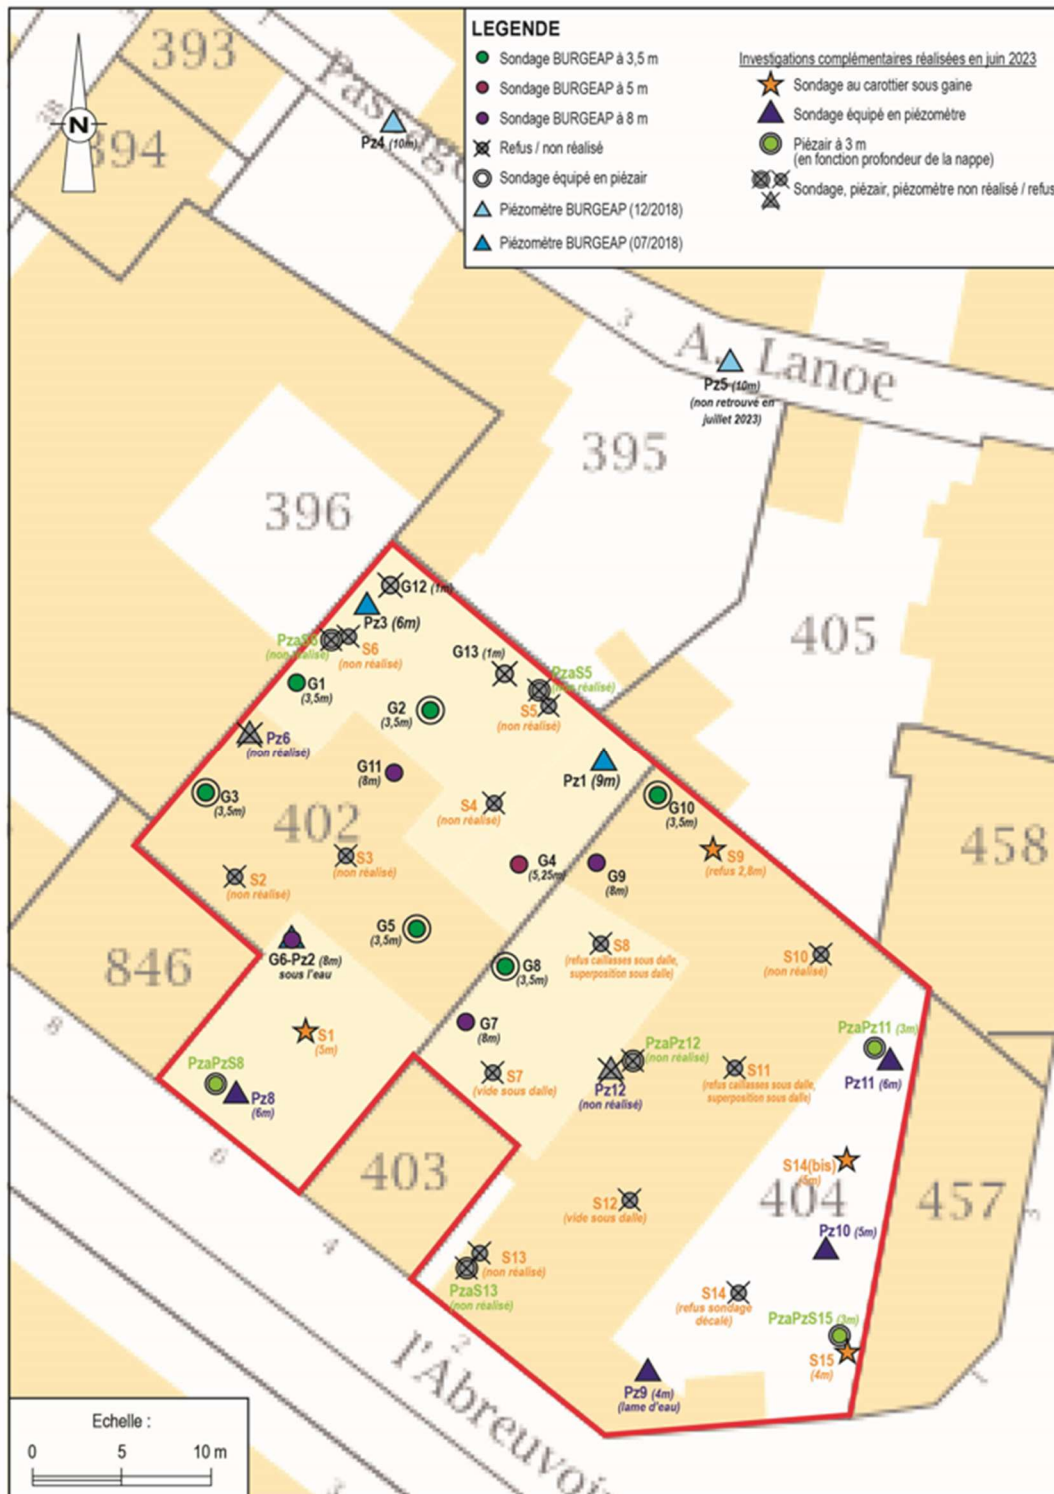 LEGENDE
Sondage BURGEAP à 3,5 m
Sondage BURGEAP à 5 m
Sondage BURGEAP à 8 m
Refus / non réalisé
Sondage équipé en piézair
Piézomètre BURGEAP (12/2018)
Piézomètre BURGEAP (07/2018)
Investigations complémentaires réalisées en juin 2023
Sondage au carottier sous gaine
Sondage équipé en piézomètre
Piézair à 3 m
(en fonction profondeur de la nappe)
Sondage, piézair, piézomètre non réalisé / refus
393
394
N
Passage
Pz4 (10m)
3
A. Lanoe
Pz5 (10m)
(non retrouvé en
juillet 2023)
395
396
405
G12 (1m)
Pz3 (6m)
S6
(non réalisé)
(non réalisé)
G13 (1m)
PzaS5
(non réalisé)
S5
(non réalisé)
G1
(3,5m)
G2
(3,5m)
Pz6
(non réalisé)
G11
(8m)
Pz1 (9m)
G3
(3,5m)
402
S4
(non réalisé)
G10
(3,5m)
S9
(refus 2,8m)
458
S3
(non réalisé)
S2
(non réalisé)
G4
(5,25m)
G9
(8m)
G5
(3,5m)
G6-Pz2 (8m)
sous l'eau
846
S8
(refus caillasses sous dalle,
superposition sous dalle)
S10
(non réalisé)
G8
(3,5m)
8
S1
(5m)
G7
(8m)
PzaPz11 (3m)
Pz11 (6m)
PzaPzS8
Pz8
(6m)
S7
(vide sous dalle)
PzaPz12
(non réalisé)
Pz12
(non réalisé)
S11
(refus caillasses sous dalle,
superposition sous dalle)
6
403
S14(bis)
(5m)
404
457
3
S12
(vide sous dalle)
Pz10 (5m)
4
S13
(non réalisé)
PzaS13
(non réalisé)
S14
(refus sondage
décalé)
PzaPzS15 (3m)
S15
(4m)
2
l'Abreuvoir
Pz9 (4m)
(lame d'eau)
Echelle :
0 5 10 m
3